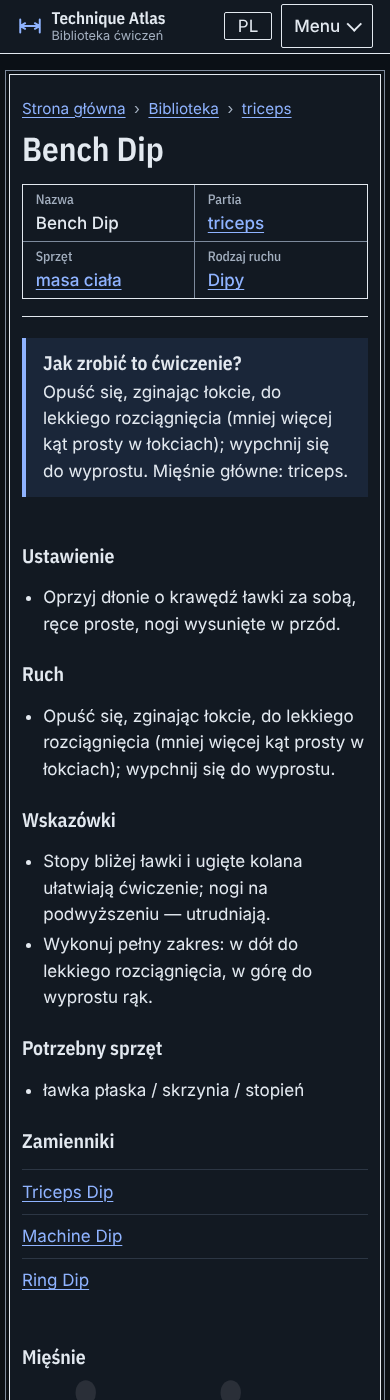 Technique Atlas
Biblioteka ćwiczeń
PL
Menu
Strona główna › Biblioteka › triceps
Bench Dip
Nazwa
Bench Dip
Partia
triceps
Sprzęt
masa ciała
Rodzaj ruchu
Dipy
Jak zrobić to ćwiczenie?
Opuść się, zginając łokcie, do
lekkiego rozciągnięcia (mniej więcej
kąt prosty w łokciach); wypchnij się
do wyprostu. Mięśnie główne: triceps.
Ustawienie
• Oprzyj dłonie o krawędź ławki za sobą,
ręce proste, nogi wysunięte w przód.
Ruch
• Opuść się, zginając łokcie, do lekkiego
rozciągnięcia (mniej więcej kąt prosty w
łokciach); wypchnij się do wyprostu.
Wskazówki
• Stopy bliżej ławki i ugięte kolana
ułatwiają ćwiczenie; nogi na
podwyższeniu — utrudniają.
• Wykonuj pełny zakres: w dół do
lekkiego rozciągnięcia, w górę do
wyprostu rąk.
Potrzebny sprzęt
• ławka płaska / skrzynia / stopień
Zamienniki
Triceps Dip
Machine Dip
Ring Dip
Mięśnie